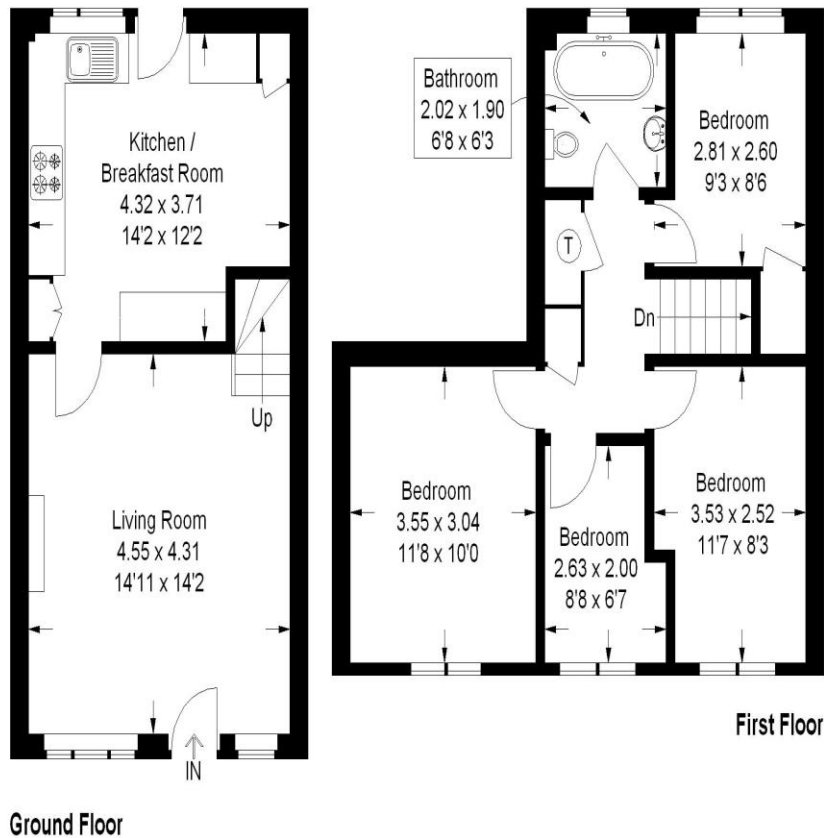 Kitchen /
Breakfast Room
4.32 x 3.71
14'2 x 12'2
Up
Living Room
4.55 x 4.31
14'11 x 14'2
IN
Ground Floor
Bathroom
2.02 x 1.90
6'8 x 6'3
Bedroom
2.81 x 2.60
9'3 x 8'6
T
Dn
Bedroom
3.55 x 3.04
11'8 x 10'0
Bedroom
2.63 x 2.00
8'8 x 6'7
Bedroom
3.53 x 2.52
11'7 x 8'3
First Floor